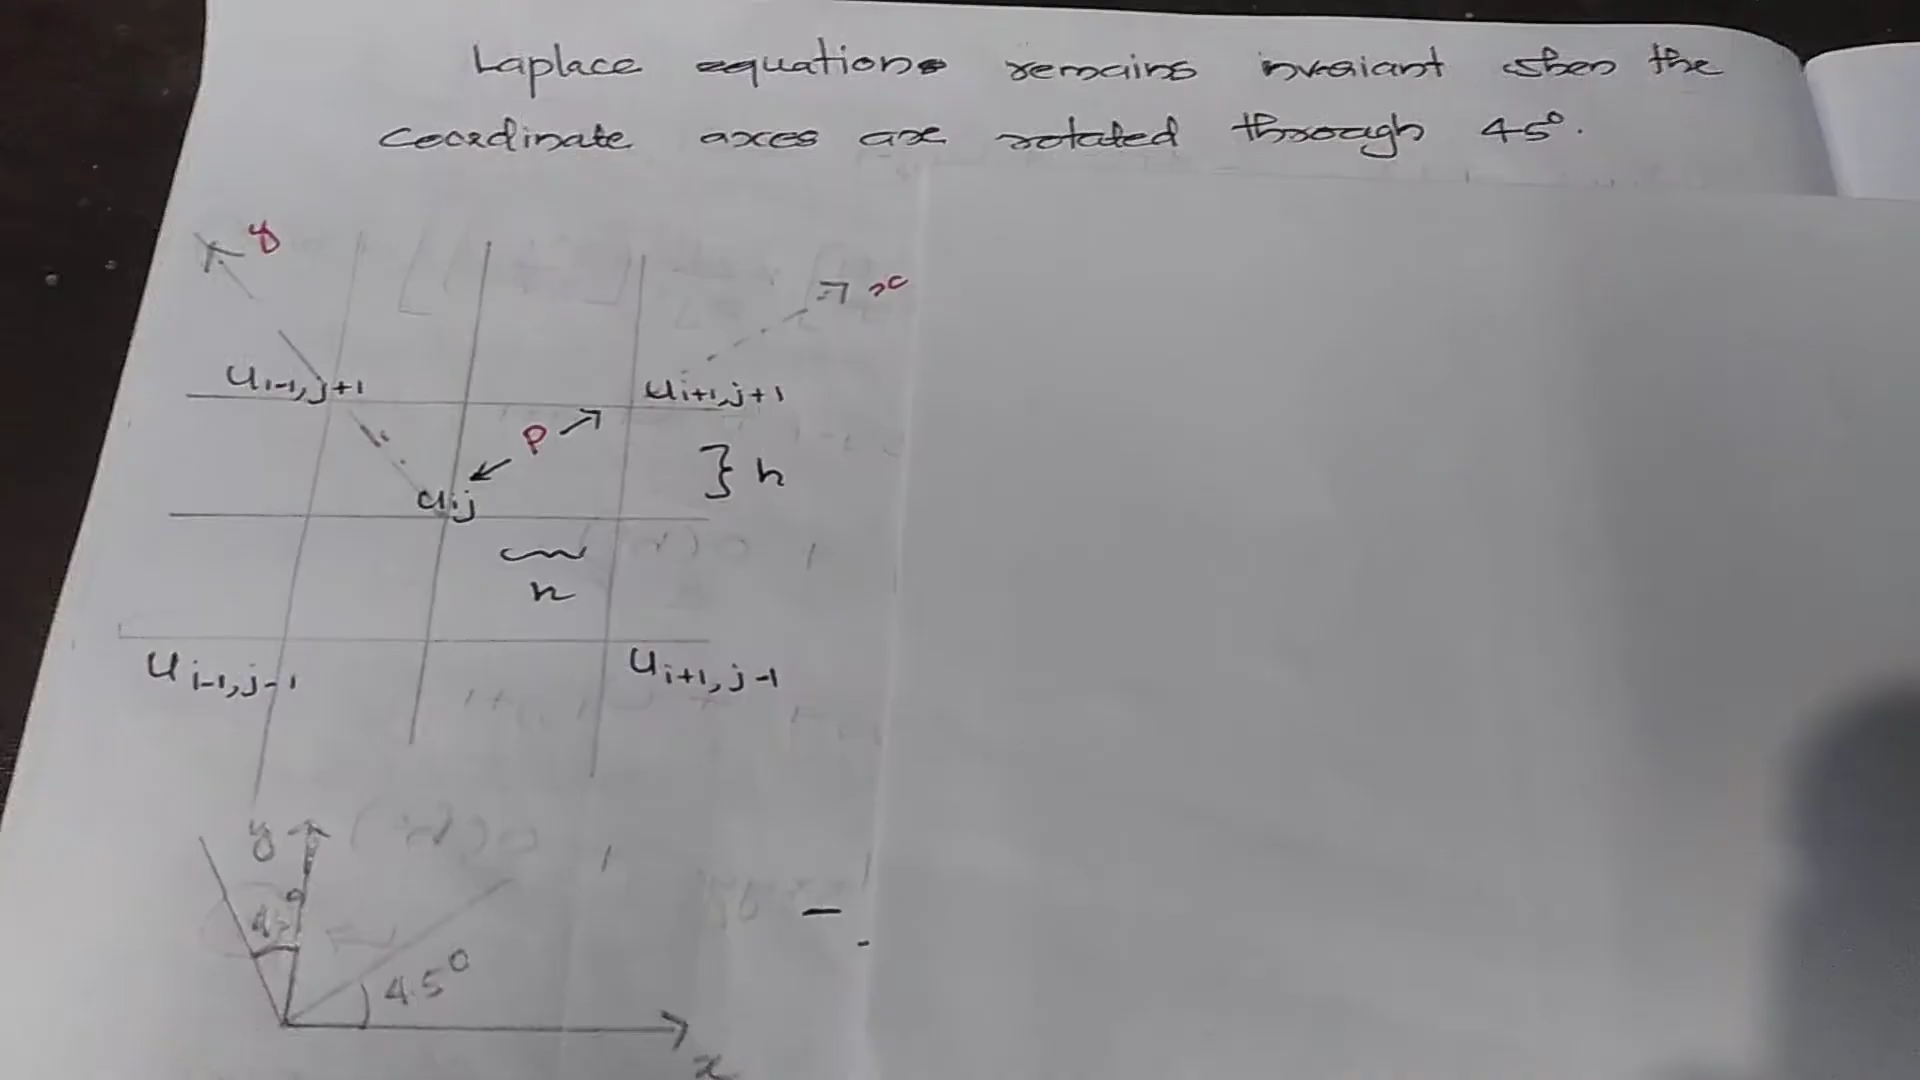 Laplace equation remains invariant when the
coordinate axes are rotated through 45°.
y
x
u i-1, j+1
u i+1, j+1
P
} h
u i,j
h
u i-1, j-1
u i+1, j-1
y
45°
45°
x